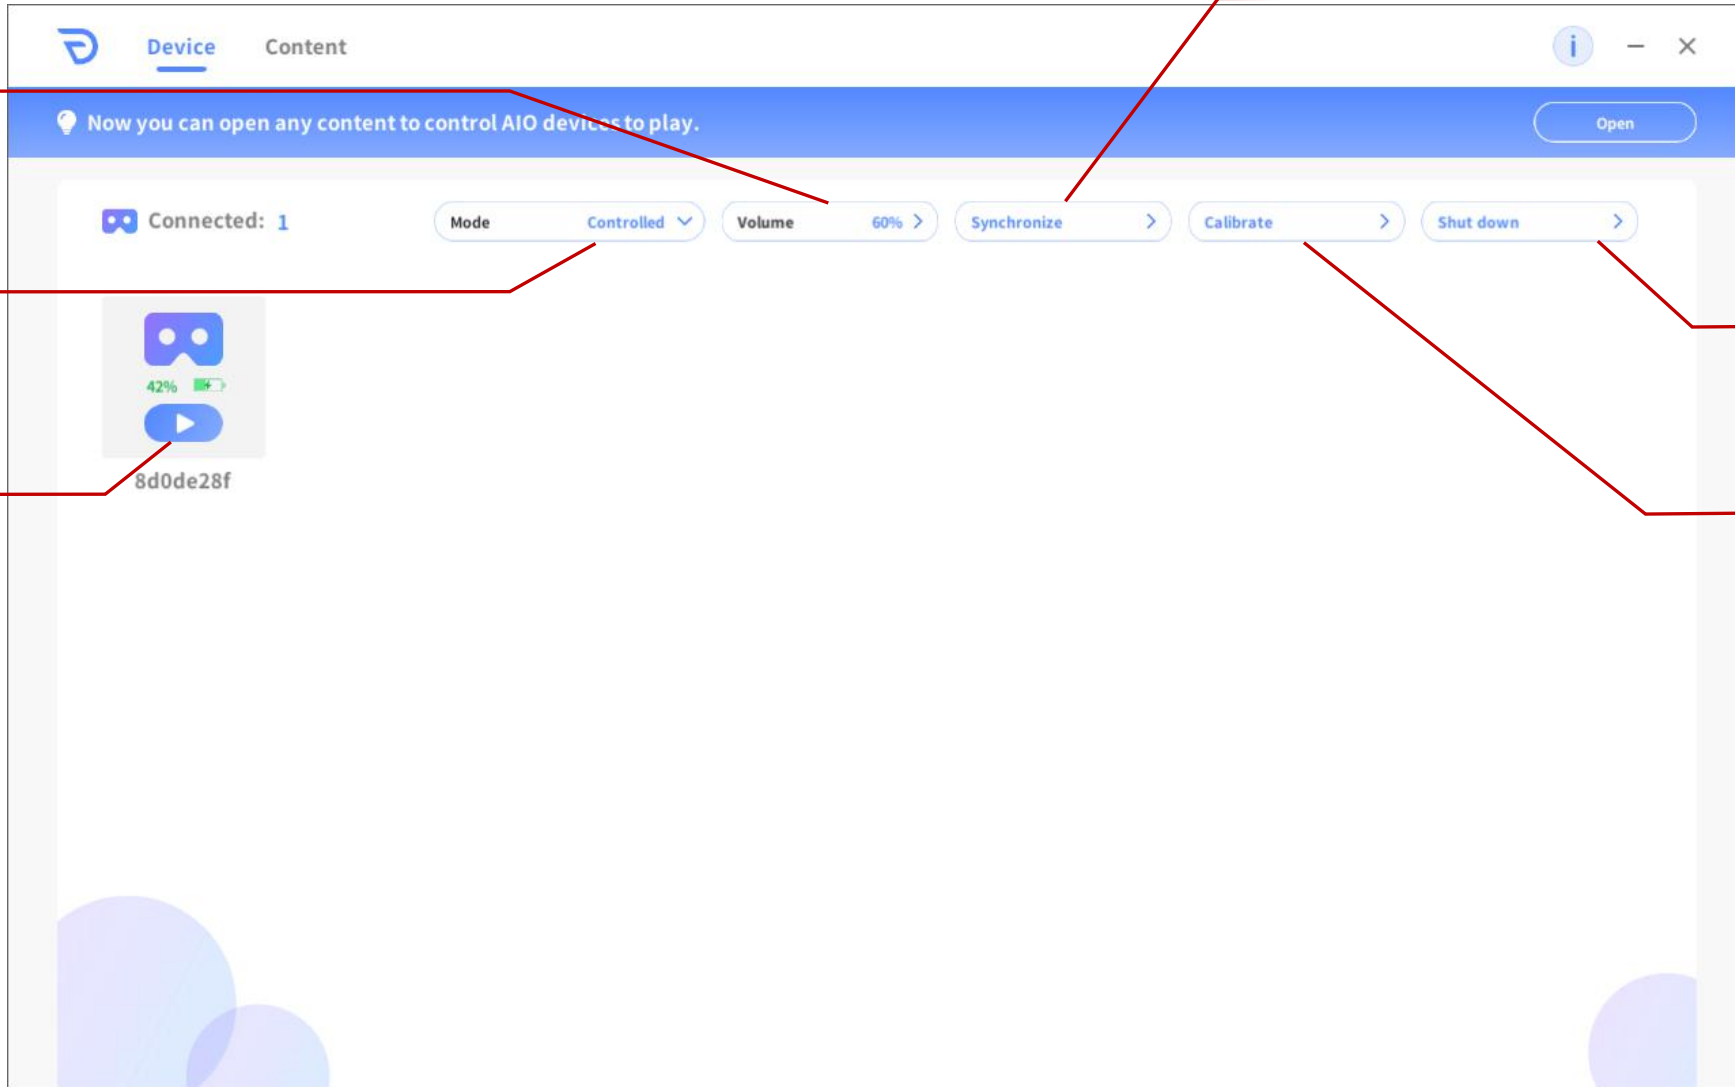 Device Content i
Now you can open any content to control AIO devices to play. Open
Connected: 1 Mode Controlled Volume 60% Synchronize Calibrate Shut down
42%
8d0de28f